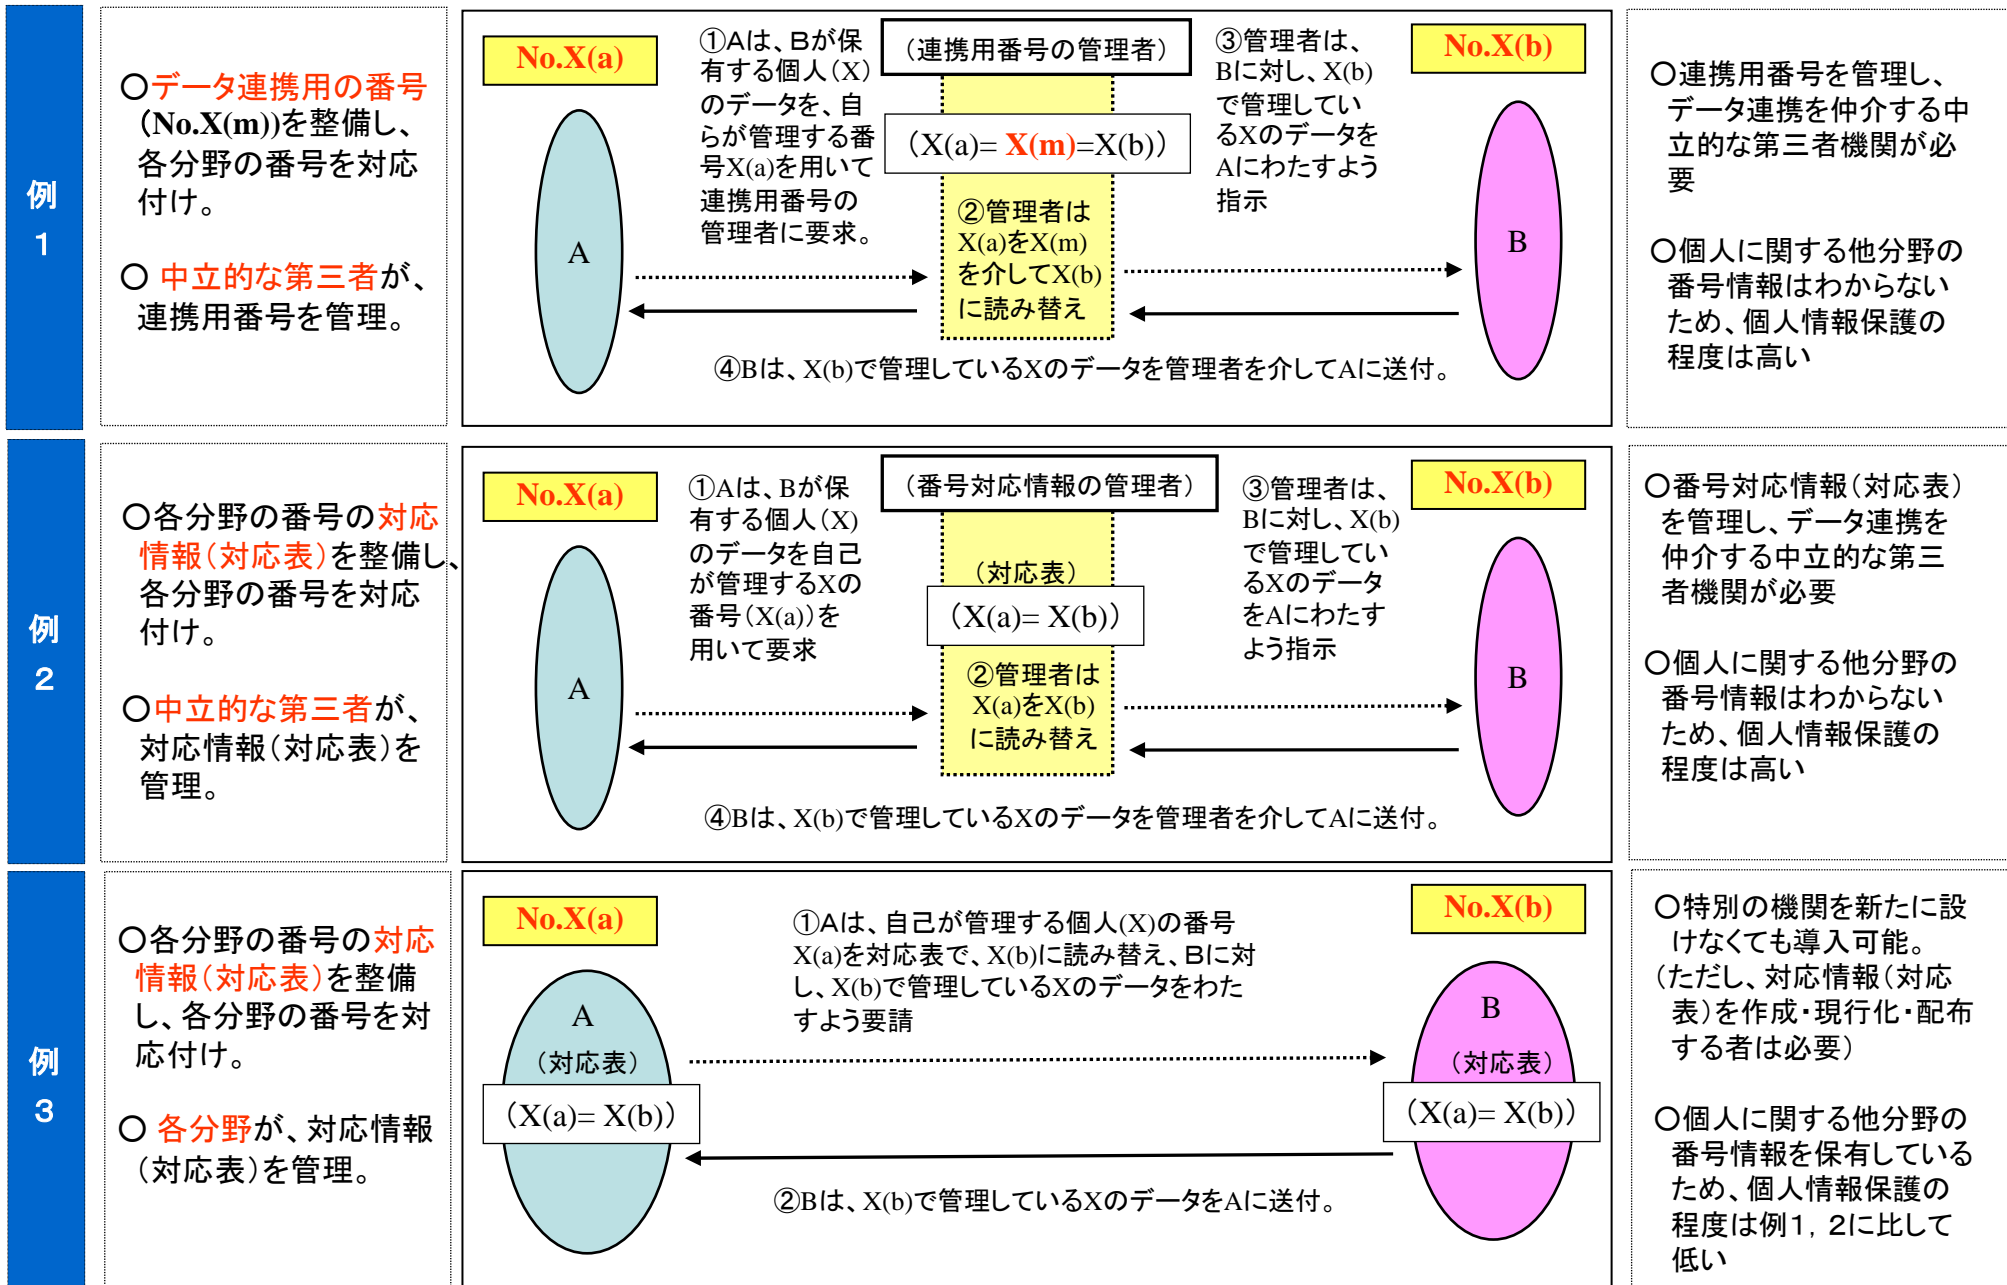 例
1
○データ連携用の番号
(No.X(m))を整備し、
各分野の番号を対応
付け。
○ 中立的な第三者が、
連携用番号を管理。
No.X(a)
A
①Aは、Bが保
有する個人(X)
のデータを、自
らが管理する番
号X(a)を用いて
連携用番号の
管理者に要求。
(連携用番号の管理者)
(X(a)= X(m)=X(b))
②管理者は
X(a)をX(m)
を介してX(b)
に読み替え
③管理者は、
Bに対し、X(b)
で管理してい
るXのデータを
Aにわたすよう
指示
No.X(b)
B
④Bは、X(b)で管理しているXのデータを管理者を介してAに送付。
○連携用番号を管理し、
データ連携を仲介する中
立的な第三者機関が必
要
○個人に関する他分野の
番号情報はわからない
ため、個人情報保護の
程度は高い
例
2
○各分野の番号の対応
情報(対応表)を整備し、
各分野の番号を対応
付け。
○中立的な第三者が、
対応情報(対応表)を
管理。
No.X(a)
A
①Aは、Bが保
有する個人(X)
のデータを自己
が管理するXの
番号(X(a))を
用いて要求
(番号対応情報の管理者)
(対応表)
(X(a)= X(b))
②管理者は
X(a)をX(b)
に読み替え
③管理者は、
Bに対し、X(b)
で管理してい
るXのデータ
をAにわたす
よう指示
No.X(b)
B
④Bは、X(b)で管理しているXのデータを管理者を介してAに送付。
○番号対応情報(対応表)
を管理し、データ連携を
仲介する中立的な第三
者機関が必要
○個人に関する他分野の
番号情報はわからない
ため、個人情報保護の
程度は高い
例
3
○各分野の番号の対応
情報(対応表)を整備
し、各分野の番号を対
応付け。
○ 各分野が、対応情報
(対応表)を管理。
No.X(a)
A
(対応表)
(X(a)= X(b))
①Aは、自己が管理する個人(X)の番号
X(a)を対応表で、X(b)に読み替え、Bに対
し、X(b)で管理しているXのデータをわた
すよう要請
No.X(b)
B
(対応表)
(X(a)= X(b))
②Bは、X(b)で管理しているXのデータをAに送付。
○特別の機関を新たに設
けなくても導入可能。
(ただし、対応情報(対応
表)を作成・現行化・配布
する者は必要)
○個人に関する他分野の
番号情報を保有している
ため、個人情報保護の
程度は例1，2に比して
低い